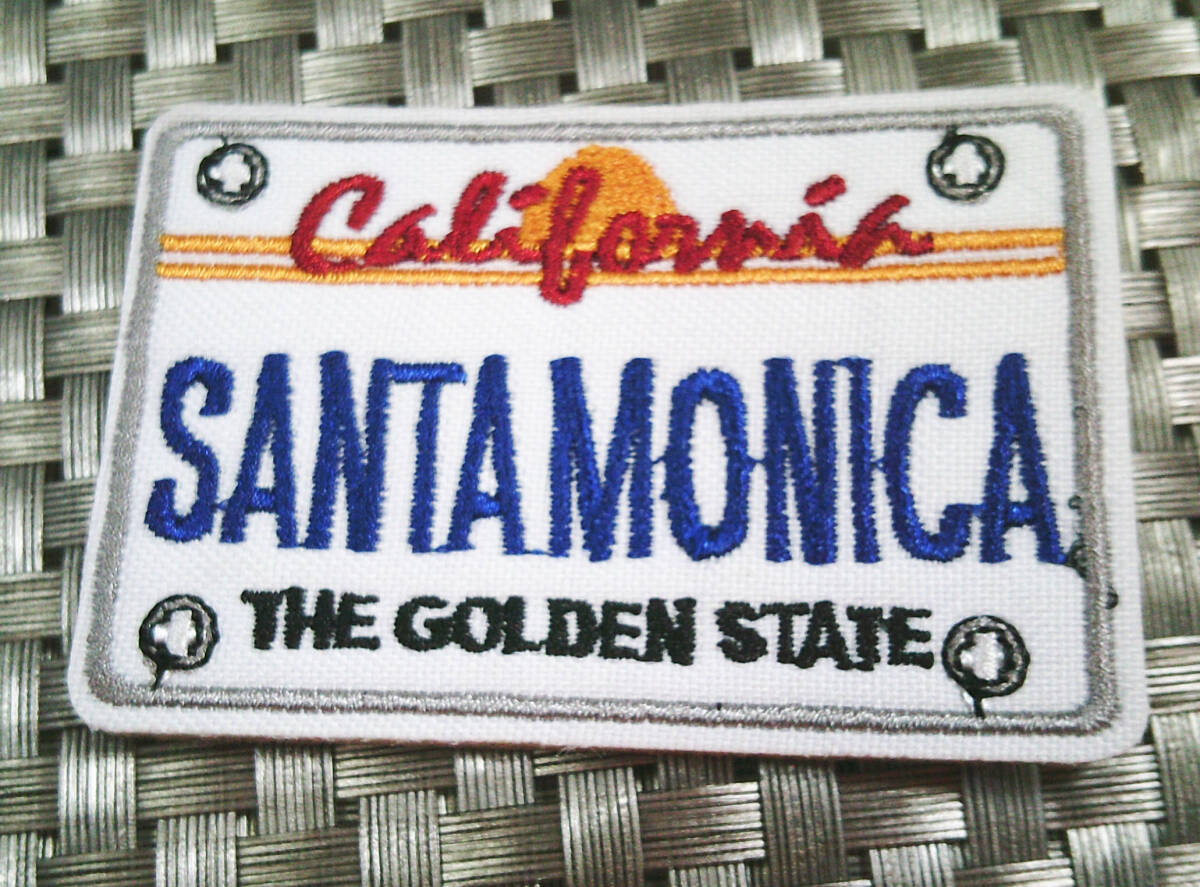 California
SANTA MONICA
THE GOLDEN STATE